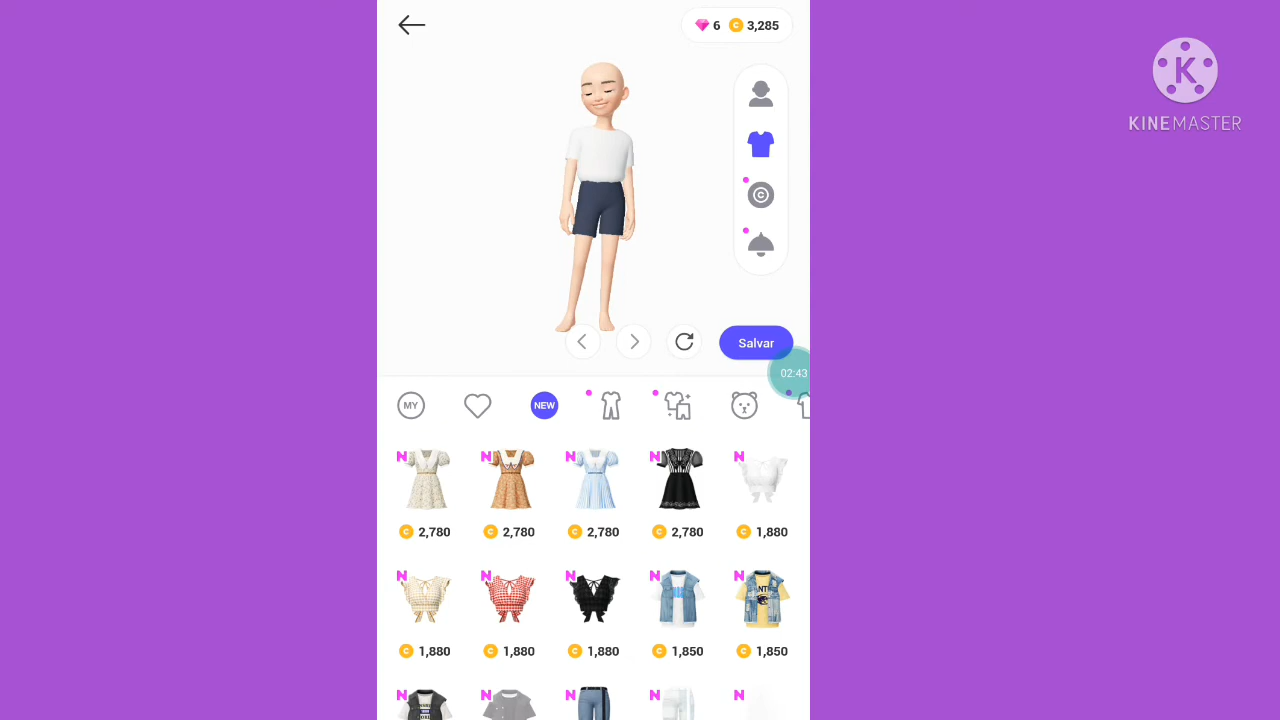 6 C 3,285
KINEMASTER
K
C
Salvar
02:43
MY
NEW
N N N N N
C 2,780 C 2,780 C 2,780 C 2,780 C 1,880
N N N N N
C 1,880 C 1,880 C 1,880 C 1,850 C 1,850
N N N N N